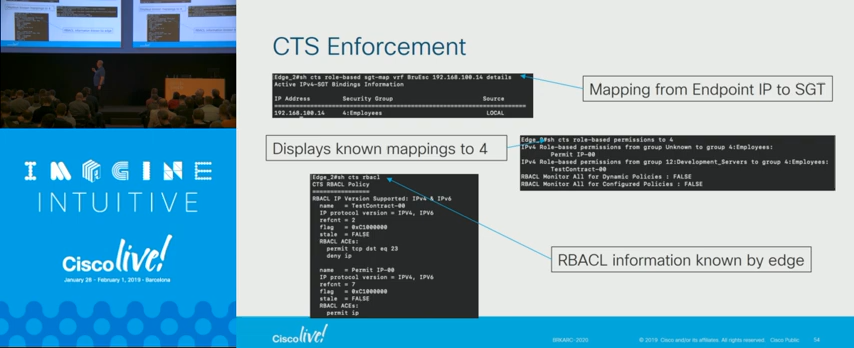 CTS Enforcement
Edge_2#sh cts role-based sgt-map vrf BruEsc 192.168.100.14 details
Active IPv4-SGT Bindings Information
IP Address Security Group Source
192.168.100.14 4:Employees LOCAL
Mapping from Endpoint IP to SGT
Displays known mappings to 4
Edge_2#sh cts role-based permissions to 4
IPv4 Role-based permissions from group Unknown to group 4:Employees:
Permit IP-00
IPv4 Role-based permissions from group 12:Development_Servers to group 4:Employees:
TestContract-00
RBACL Monitor All for Dynamic Policies : FALSE
RBACL Monitor All for Configured Policies : FALSE
Edge_2#sh cts rbacl
CTS RBACL Policy
================
RBACL IP Version Supported: IPv4 & IPv6
name = TestContract-00
IP protocol version = IPV4, IPV6
refcnt = 2
flag = 0xC1000000
stale = FALSE
RBACL ACEs:
permit tcp dst eq 23
deny ip
name = Permit IP-00
IP protocol version = IPV4, IPV6
refcnt = 7
flag = 0xC1000000
stale = FALSE
RBACL ACEs:
permit ip
RBACL information known by edge
IMAGINE
INTUITIVE
Cisco live!
January 28 - February 1, 2019 - Barcelona
Cisco live!
BRKARC-2020
© 2019 Cisco and/or its affiliates. All rights reserved. Cisco Public
54